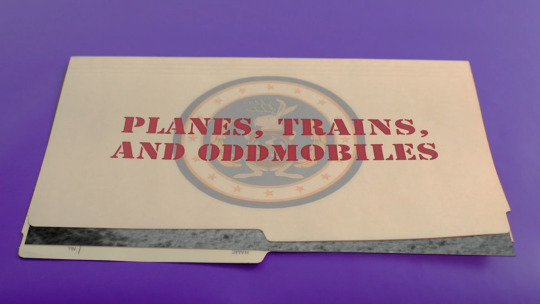 PLANES, TRAINS,
AND ODDMOBILES